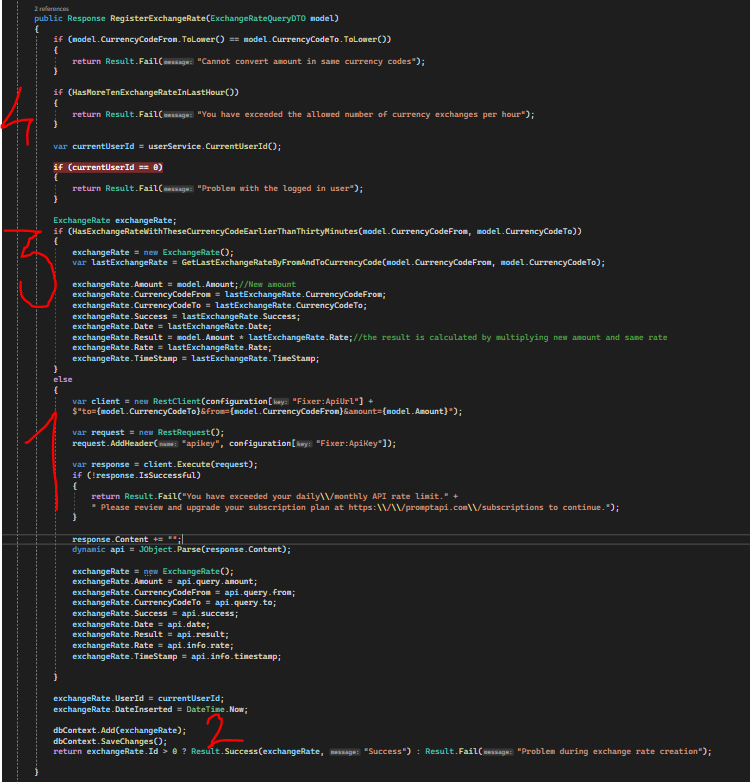 2 references
public Response RegisterExchangeRate(ExchangeRateQueryDTO model)
{
if (model.CurrencyCodeFrom.ToLower() == model.CurrencyCodeTo.ToLower())
{
return Result.Fail(message: "Cannot convert amount in same currency codes");
}
if (HasMoreTenExchangeRateInLastHour())
{
return Result.Fail(message: "You have exceeded the allowed number of currency exchanges per hour");
}
var currentUserId = userService.CurrentUserId();
if (currentUserId == 0)
{
return Result.Fail(message: "Problem with the logged in user");
}
ExchangeRate exchangeRate;
if (HasExchangeRateWithTheseCurrencyCodeEarlierThanThirtyMinutes(model.CurrencyCodeFrom, model.CurrencyCodeTo))
{
exchangeRate = new ExchangeRate();
var lastExchangeRate = GetLastExchangeRateByFromAndToCurrencyCode(model.CurrencyCodeFrom, model.CurrencyCodeTo);
exchangeRate.Amount = model.Amount;//New amount
exchangeRate.CurrencyCodeFrom = lastExchangeRate.CurrencyCodeFrom;
exchangeRate.CurrencyCodeTo = lastExchangeRate.CurrencyCodeTo;
exchangeRate.Success = lastExchangeRate.Success;
exchangeRate.Date = lastExchangeRate.Date;
exchangeRate.Result = model.Amount * lastExchangeRate.Rate;//the result is calculated by multiplying new amount and same rate
exchangeRate.Rate = lastExchangeRate.Rate;
exchangeRate.TimeStamp = lastExchangeRate.TimeStamp;
}
else
{
var client = new RestClient(configuration[key: "Fixer:ApiUrl"] +
$"to={model.CurrencyCodeTo}&from={model.CurrencyCodeFrom}&amount={model.Amount}");
var request = new RestRequest();
request.AddHeader(name: "apikey", configuration[key: "Fixer:ApiKey"]);
var response = client.Execute(request);
if (!response.IsSuccessful)
{
return Result.Fail("You have exceeded your daily\\/monthly API rate limit." +
" Please review and upgrade your subscription plan at https:\\/\\/promptapi.com\\/subscriptions to continue.");
}
response.Content += "";
dynamic api = JObject.Parse(response.Content);
exchangeRate = new ExchangeRate();
exchangeRate.Amount = api.query.amount;
exchangeRate.CurrencyCodeFrom = api.query.from;
exchangeRate.CurrencyCodeTo = api.query.to;
exchangeRate.Success = api.success;
exchangeRate.Date = api.date;
exchangeRate.Result = api.result;
exchangeRate.Rate = api.info.rate;
exchangeRate.TimeStamp = api.info.timestamp;
}
exchangeRate.UserId = currentUserId;
exchangeRate.DateInserted = DateTime.Now;
2
dbContext.Add(exchangeRate);
dbContext.SaveChanges();
return exchangeRate.Id > 0 ? Result.Success(exchangeRate, message: "Success") : Result.Fail(message: "Problem during exchange rate creation");
}